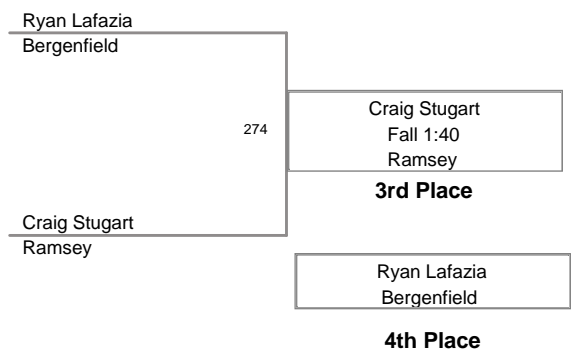 Ryan Lafazia
Bergenfield
274
Craig Stugart
Fall 1:40
Ramsey
3rd Place
Craig Stugart
Ramsey
Ryan Lafazia
Bergenfield
4th Place